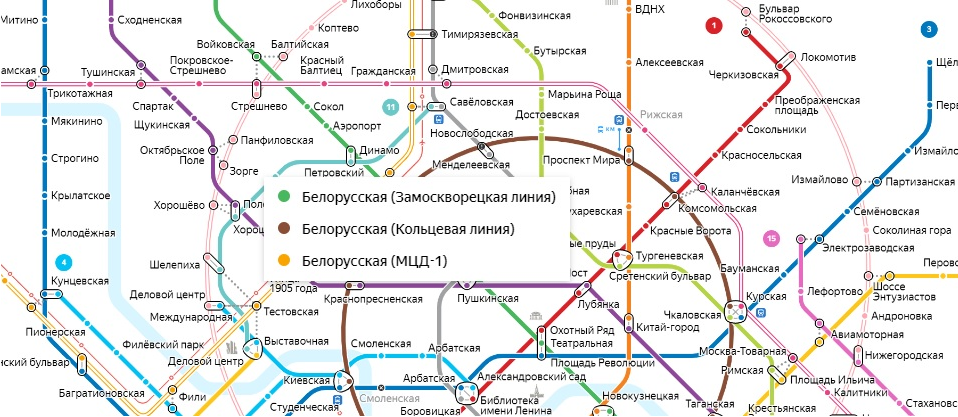 Лихоборы
Сходненская
Фонвизинская
ВДНХ
Бульвар
Рокоссовского
Митино
Коптево
1
3
Тимирязевская
Войковская
Балтийская
Бутырская
Покровское-
Стрешнево
Красный
Балтиец
Гражданская
Дмитровская
Алексеевская
Локомотив
Черкизовская
Тушинская
Трикотажная
Стрешнево
Марьина Роща
Спартак
Сокол
11
Савёловская
Рижская
Преображенская
площадь
Мякинино
Щукинская
Аэропорт
Новослободская
Достоевская
Сокольники
Панфиловская
Октябрьское
Поле
Динамо
Менделеевская
Проспект Мира
Красносельская
Строгино
Зорге
Петровский
Измайлово
Партизанская
Крылатское
Хорошёво
Белорусская (Замоскворецкая линия)
Белорусская (Кольцевая линия)
Белорусская (МЦД-1)
Каланчёвская
Комсомольская
Семёновская
Молодёжная
Красные Ворота
Соколиная гора
15
Электрозаводская
4
Шелепиха
Тургеневская
Сретенский бульвар
Бауманская
Кунцевская
1905 года
Деловой центр
Международная
Тестовская
Краснопресненская
Пушкинская
Лубянка
Чкаловская
Курская
Лефортово
Шоссе
Энтузиастов
Андроновка
Пионерская
Филёвский парк
Выставочная
Деловой центр
Смоленская
Арбатская
Охотный Ряд
Театральная
Китай-город
Площадь Революции
Авиамоторная
Москва-Товарная
Римская
Нижегородская
Багратионовская
Фили
Киевская
Студенческая
Смоленская
Арбатская
Александровский сад
Библиотека
имени Ленина
Боровицкая
Новокузнецкая
Таганская
Площадь Ильича
Калитники
Крестьянская